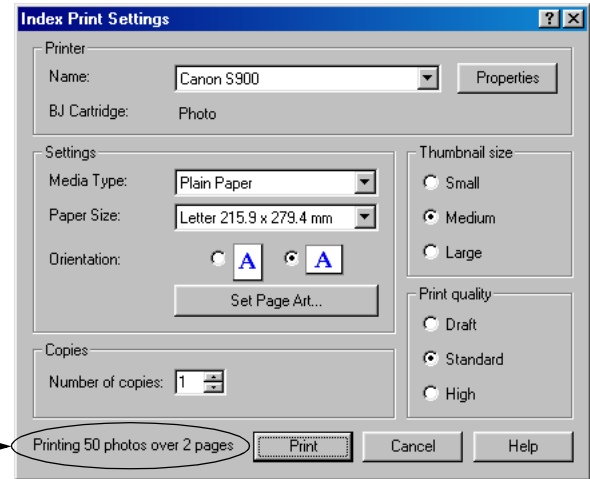 Index Print Settings
Printer
Name: Canon S900 Properties
BJ Cartridge: Photo
Settings
Media Type: Plain Paper
Paper Size: Letter 215.9 x 279.4 mm
Orientation: A A
Set Page Art...
Thumbnail size
Small
Medium
Large
Print quality
Draft
Standard
High
Copies
Number of copies: 1
Printing 50 photos over 2 pages Print Cancel Help